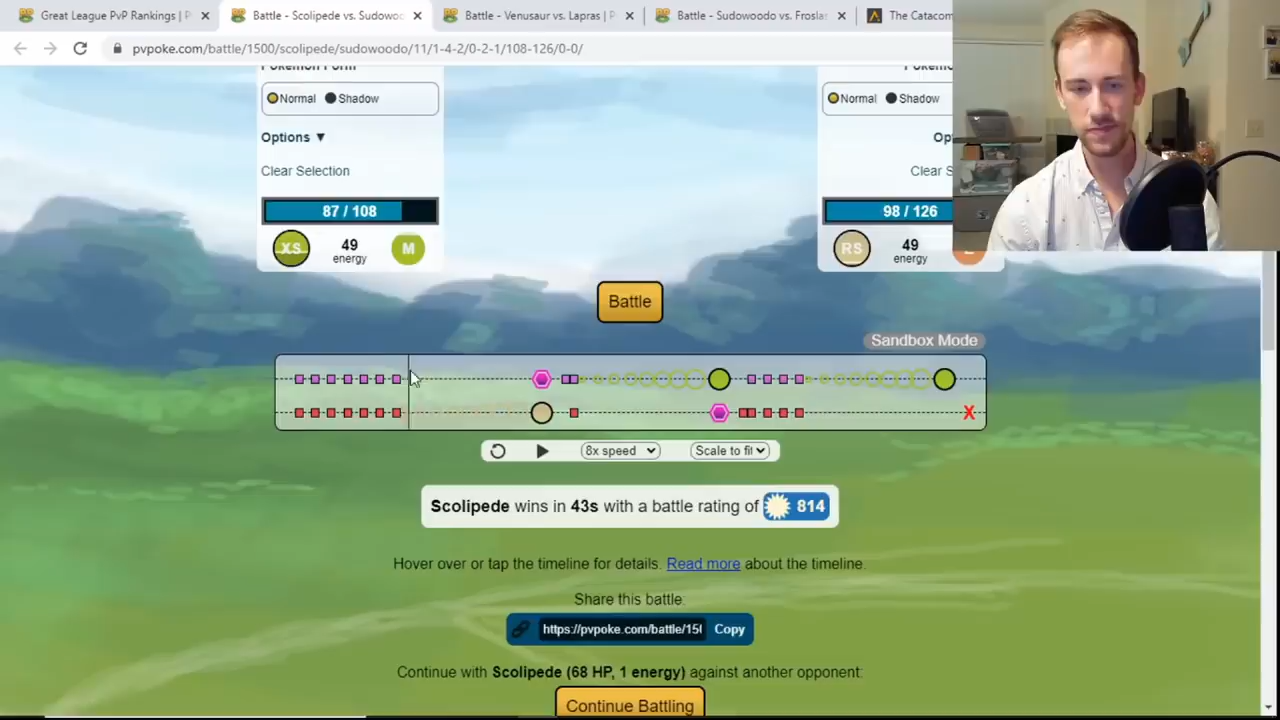 Great League PvP Rankings | P
Battle - Scolipede vs. Sudowoo
Battle - Venusaur vs. Lapras | P
Battle - Sudowoodo vs. Frosla
The Catacom
pvpoke.com/battle/1500/scolipede/sudowoodo/11/1-4-2/0-2-1/108-126/0-0/
Normal Shadow
Normal Shadow
Options ▼
Op
Clear Selection
Clear S
87 / 108
98 / 126
XS 49 energy M
RS 49 energy
Battle
Sandbox Mode
X
8x speed
Scale to fit
Scolipede wins in 43s with a battle rating of 814
Hover over or tap the timeline for details. Read more about the timeline.
Share this battle:
https://pvpoke.com/battle/150 Copy
Continue with Scolipede (68 HP, 1 energy) against another opponent:
Continue Battling